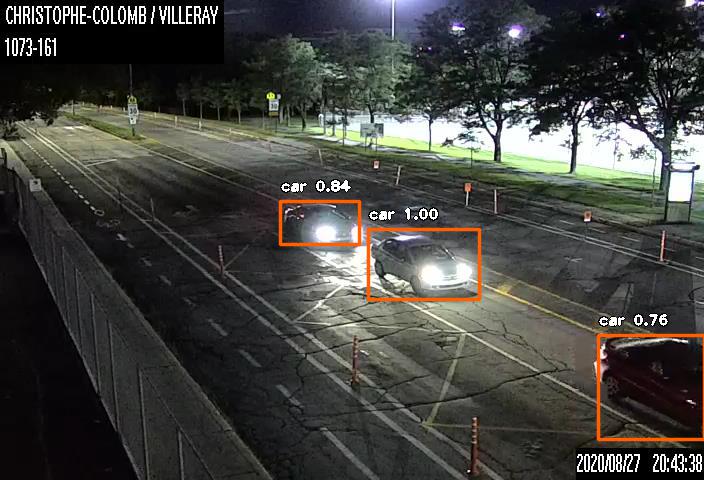 CHRISTOPHE-COLOMB / VILLERAY
1073-161
car 0.84
car 1.00
car 0.76
2020/08/27 20:43:38